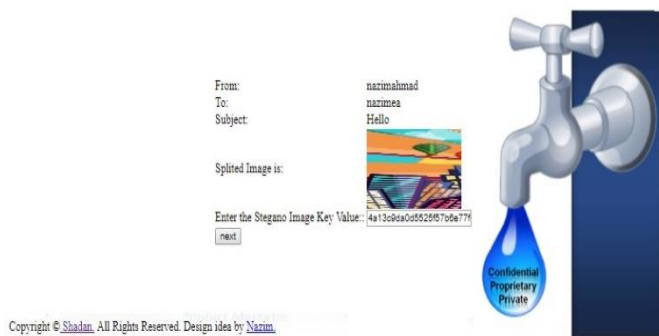 From: nazimahmad
To: nazimea
Subject: Hello
Splited Image is:
Enter the Stegano Image Key Value:: 4a13c9da0d5525f57b6e77f
next
Confidential
Proprietary
Private
Copyright © Shadan. All Rights Reserved. Design idea by Nazim.